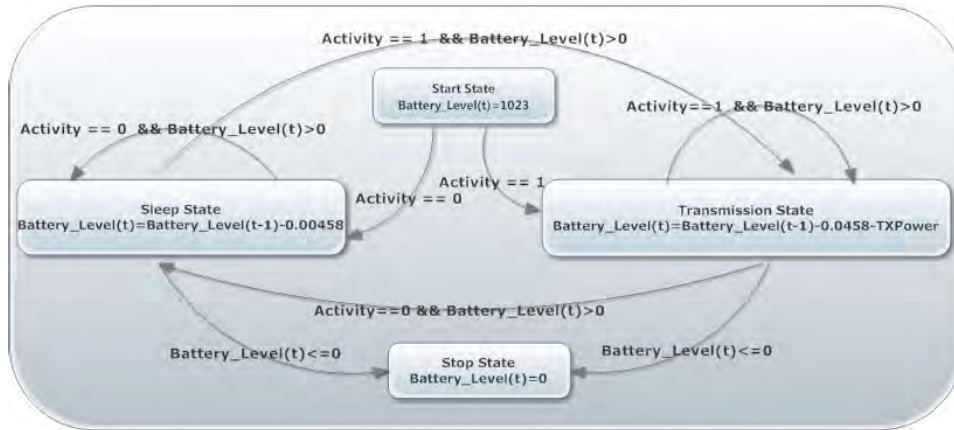 Activity == 1 && Battery_Level(t)>0
Start State
Battery_Level(t)=1023
Activity==1 && Battery_Level(t)>0
Activity == 0 && Battery_Level(t)>0
Activity == 1
Activity == 0
Sleep State
Battery_Level(t)=Battery_Level(t-1)-0.00458
Transmission State
Battery_Level(t)=Battery_Level(t-1)-0.0458-TXPower
Activity==0 && Battery_Level(t)>0
Battery_Level(t)<=0
Battery_Level(t)<=0
Stop State
Battery_Level(t)=0